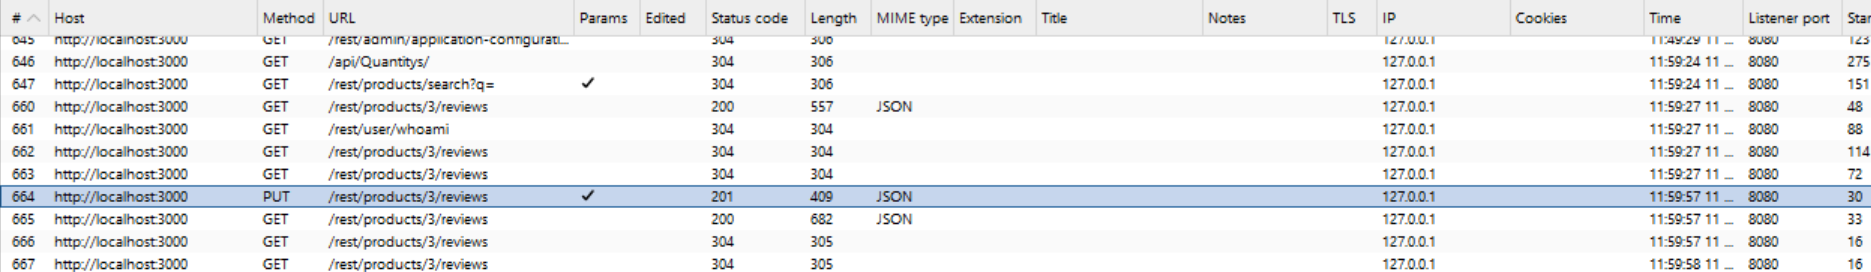 # Host Method URL Params Edited Status code Length MIME type Extension Title Notes TLS IP Cookies Time Listener port Star
645 http://localhost:3000 GET /rest/admin/application-configurati... 304 306 127.0.0.1 11:49:29 11 ... 8080 123
646 http://localhost:3000 GET /api/Quantitys/ 304 306 127.0.0.1 11:59:24 11 ... 8080 275
647 http://localhost:3000 GET /rest/products/search?q= ✓ 304 306 127.0.0.1 11:59:24 11 ... 8080 151
660 http://localhost:3000 GET /rest/products/3/reviews 200 557 JSON 127.0.0.1 11:59:27 11 ... 8080 48
661 http://localhost:3000 GET /rest/user/whoami 304 304 127.0.0.1 11:59:27 11 ... 8080 88
662 http://localhost:3000 GET /rest/products/3/reviews 304 304 127.0.0.1 11:59:27 11 ... 8080 114
663 http://localhost:3000 GET /rest/products/3/reviews 304 304 127.0.0.1 11:59:27 11 ... 8080 72
664 http://localhost:3000 PUT /rest/products/3/reviews ✓ 201 409 JSON 127.0.0.1 11:59:57 11 ... 8080 30
665 http://localhost:3000 GET /rest/products/3/reviews 200 682 JSON 127.0.0.1 11:59:57 11 ... 8080 33
666 http://localhost:3000 GET /rest/products/3/reviews 304 305 127.0.0.1 11:59:57 11 ... 8080 16
667 http://localhost:3000 GET /rest/products/3/reviews 304 305 127.0.0.1 11:59:58 11 ... 8080 16